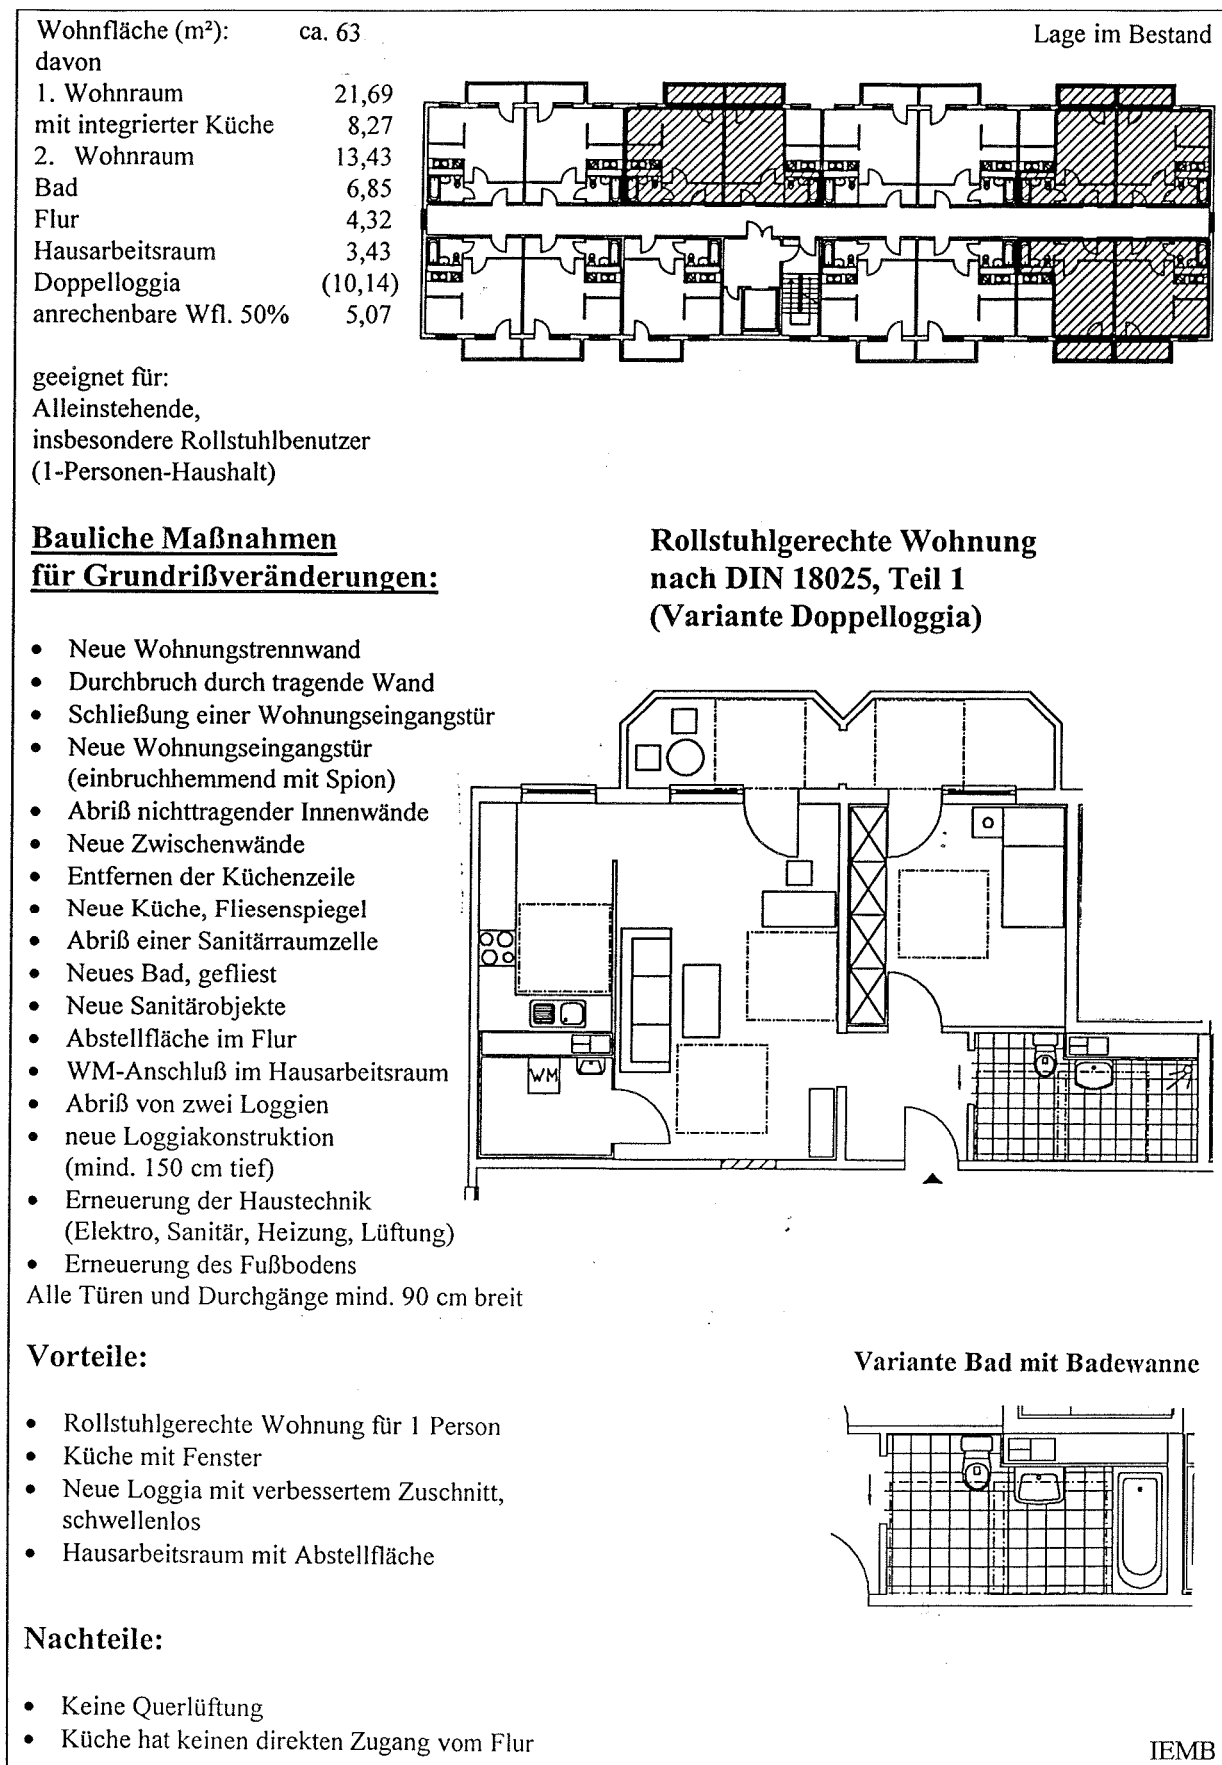 Wohnfläche (m²): ca. 63
davon
1. Wohnraum 21,69
mit integrierter Küche 8,27
2. Wohnraum 13,43
Bad 6,85
Flur 4,32
Hausarbeitsraum 3,43
Doppelloggia (10,14)
anrechenbare Wfl. 50% 5,07
Lage im Bestand
geeignet für:
Alleinstehende,
insbesondere Rollstuhlbenutzer
(1-Personen-Haushalt)
Bauliche Maßnahmen
für Grundrißveränderungen:
• Neue Wohnungstrennwand
• Durchbruch durch tragende Wand
• Schließung einer Wohnungseingangstür
• Neue Wohnungseingangstür
(einbruchhemmend mit Spion)
• Abriß nichttragender Innenwände
• Neue Zwischenwände
• Entfernen der Küchenzeile
• Neue Küche, Fliesenspiegel
• Abriß einer Sanitärraumzelle
• Neues Bad, gefliest
• Neue Sanitärobjekte
• Abstellfläche im Flur
• WM-Anschluß im Hausarbeitsraum
• Abriß von zwei Loggien
• neue Loggiakonstruktion
(mind. 150 cm tief)
• Erneuerung der Haustechnik
(Elektro, Sanitär, Heizung, Lüftung)
• Erneuerung des Fußbodens
Alle Türen und Durchgänge mind. 90 cm breit
Rollstuhlgerechte Wohnung
nach DIN 18025, Teil 1
(Variante Doppelloggia)
WM
Vorteile:
• Rollstuhlgerechte Wohnung für 1 Person
• Küche mit Fenster
• Neue Loggia mit verbessertem Zuschnitt,
schwellenlos
• Hausarbeitsraum mit Abstellfläche
Variante Bad mit Badewanne
Nachteile:
• Keine Querlüftung
• Küche hat keinen direkten Zugang vom Flur
IEMB